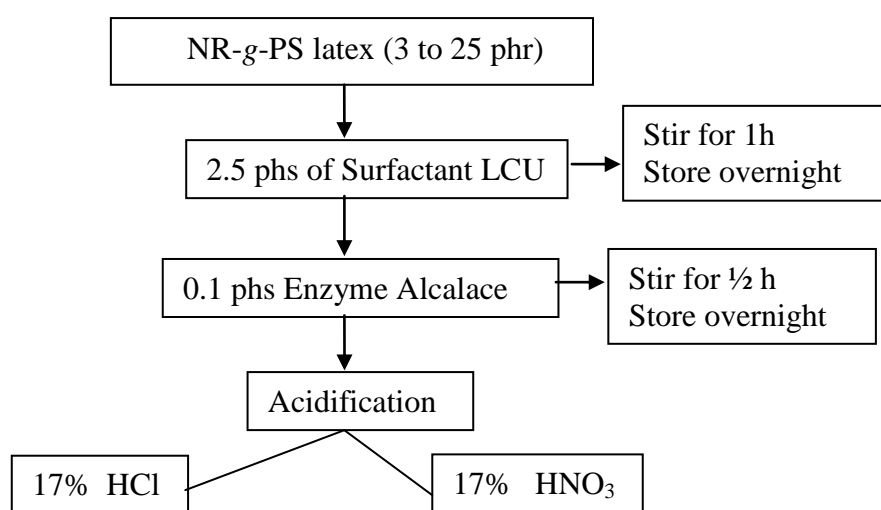 NR-g-PS latex (3 to 25 phr)
2.5 phs of Surfactant LCU
Stir for 1h
Store overnight
0.1 phs Enzyme Alcalace
Stir for ½ h
Store overnight
Acidification
17% HCl
17% HNO₃